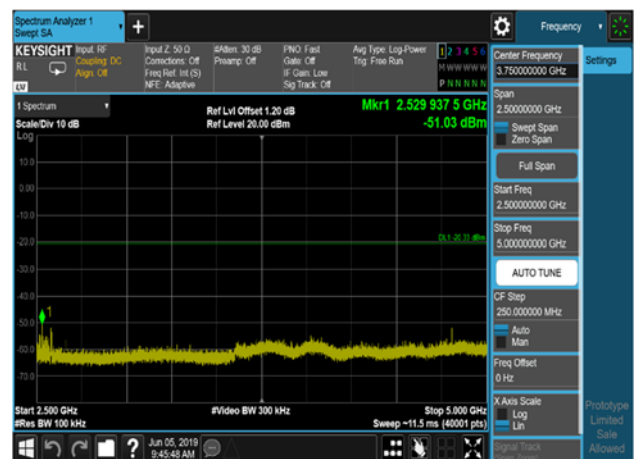 Spectrum Analyzer 1
Swept SA
+
Frequency
KEYSIGHT
RL
Input: RF
Coupling: DC
Align: Off
Input Z: 50 Ω
Corrections: Off
Freq Ref: Int (S)
NFE: Adaptive
#Atten: 30 dB
Preamp: Off
PNO: Fast
Gate: Off
IF Gain: Low
Sig Track: Off
Avg Type: Log-Power
Trig: Free Run
1 2 3 4 5 6
M W W W W W
P N N N N N
1 Spectrum
Scale/Div 10 dB
Log
Ref Lvl Offset 1.20 dB
Ref Level 20.00 dBm
Mkr1 2.529 937 5 GHz
-51.03 dBm
10.0
0.00
-10.0
-20.0
-30.0
-40.0
-50.0
-60.0
-70.0
1
Start 2.500 GHz
#Res BW 100 kHz
#Video BW 300 kHz
Stop 5.000 GHz
Sweep ~11.5 ms (40001 pts)
Jun 05, 2019
9:45:48 AM
Center Frequency
3.750000000 GHz
Settings
Span
2.50000000 GHz
Swept Span
Zero Span
Full Span
Start Freq
2.500000000 GHz
Stop Freq
5.000000000 GHz
AUTO TUNE
CF Step
250.000000 MHz
Auto
Man
Freq Offset
0 Hz
X Axis Scale
Log
Lin
Signal Track
Prototype
Limited
Sale
Allowed